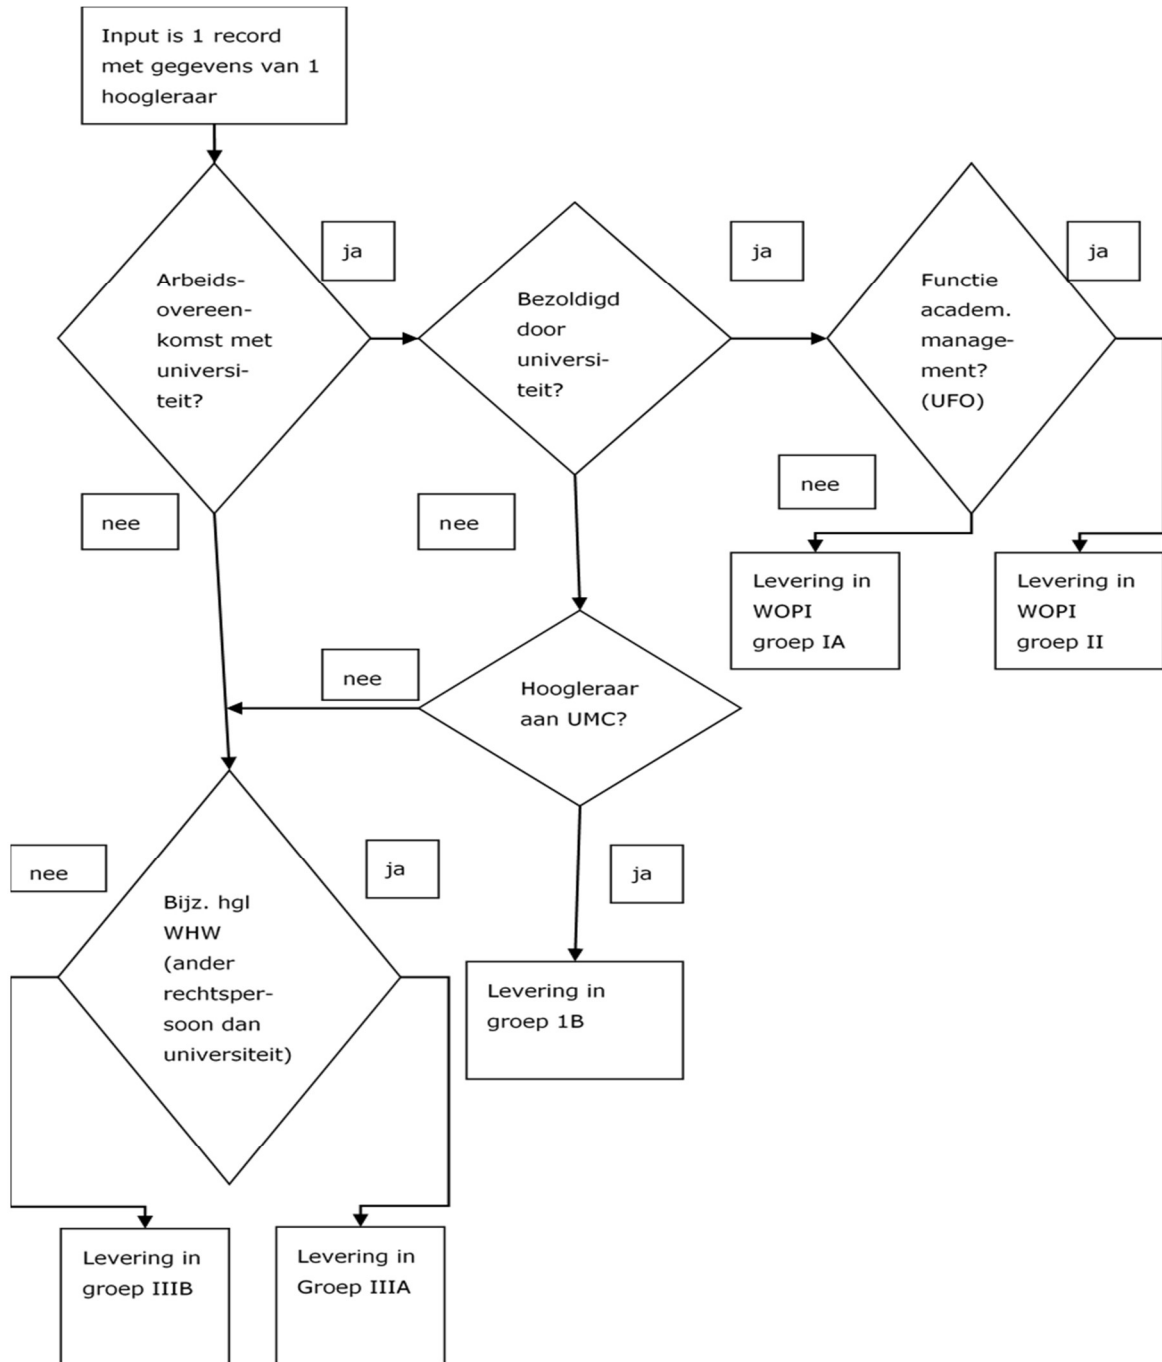 Input is 1 record
met gegevens van 1
hoogleraar
ja
ja
ja
Arbeids-
overeen-
komst met
universi-
teit?
Bezoldigd
door
universi-
teit?
Functie
academ.
manage-
ment?
(UFO)
nee
nee
nee
Levering in
WOPI
groep IA
Levering in
WOPI
groep II
nee
Hoogleraar
aan UMC?
nee
ja
ja
Bijz. hgl
WHW
(ander
rechtsper-
soon dan
universiteit)
Levering in
groep 1B
Levering in
groep IIIB
Levering in
Groep IIIA